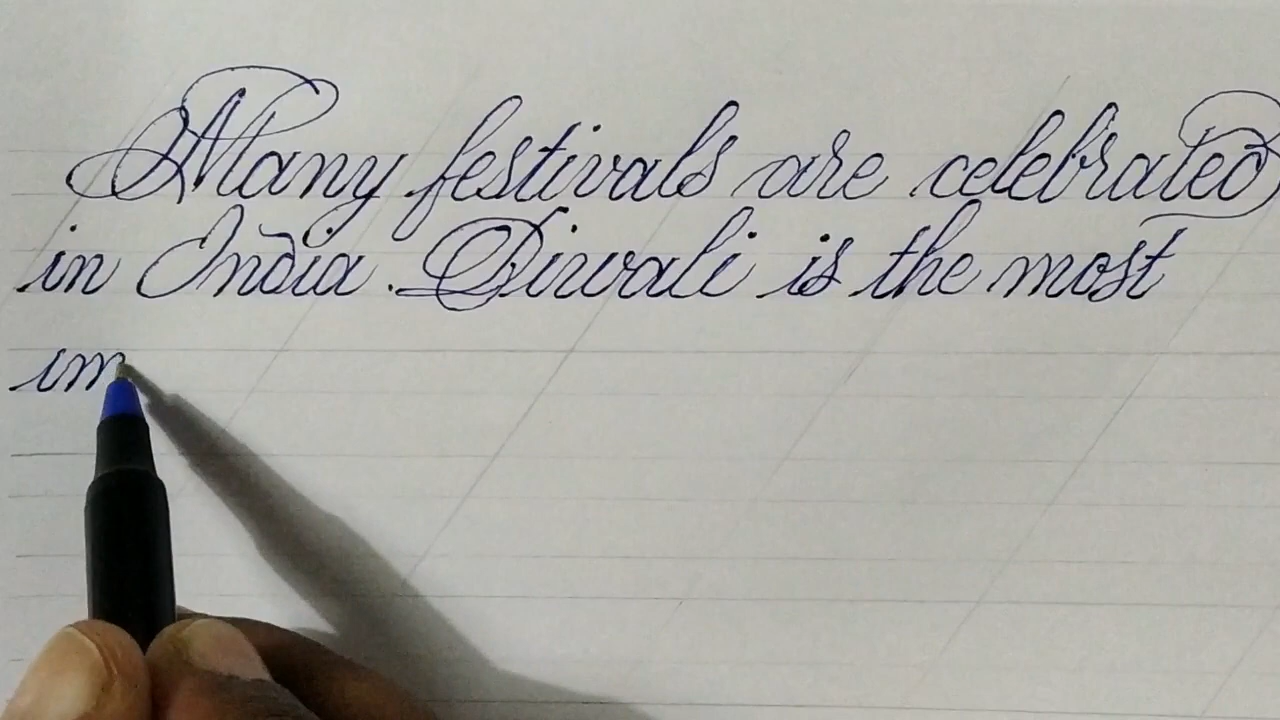 Many festivals are celebrated
in India. Diwali is the most
im